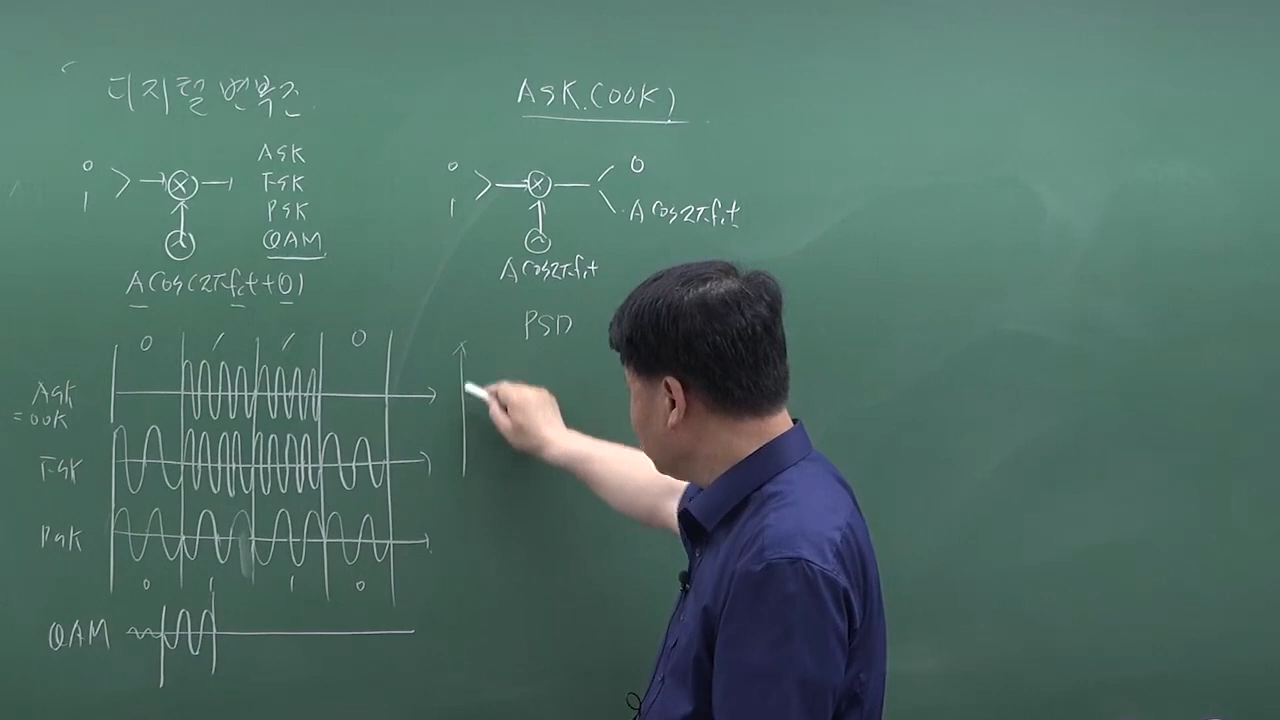 디지털 변복조
0
1
ASK
FSK
PSK
QAM
A cos(2πfct+θ)
0 1 1 0
ASK
=OOK
FSK
PSK
0 1 1 0
QAM
ASK.(OOK)
0
1
0
A cos2πfct
A cos2πfct
PSD